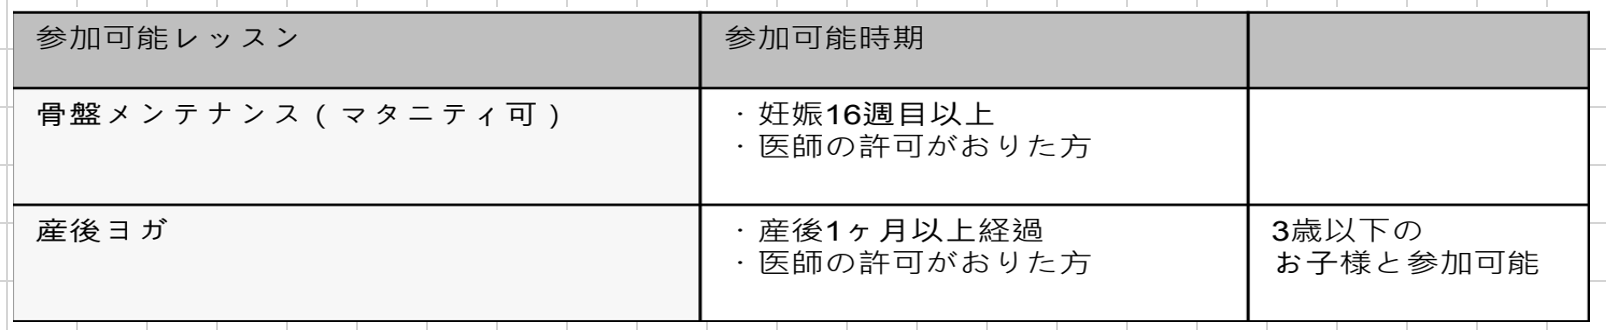 参加可能レッスン
参加可能時期
骨盤メンテナンス（マタニティ可）
・妊娠16週目以上
・医師の許可がおりた方
産後ヨガ
・産後1ヶ月以上経過
・医師の許可がおりた方
3歳以下の
お子様と参加可能